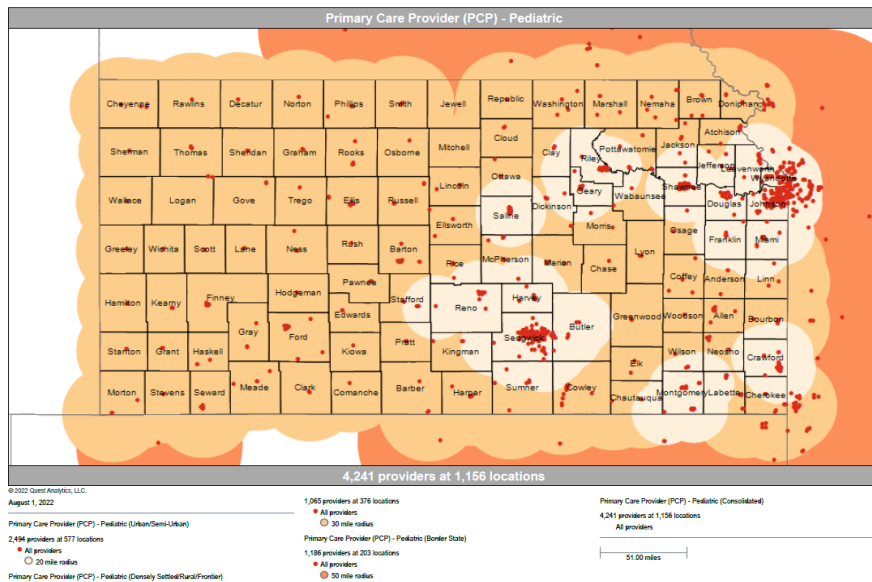 Primary Care Provider (PCP) - Pediatric
Cheyenne Rawlins Decatur Norton Phillips Smith Jewell Republic Washington Marshall Nemaha Brown Doniphan
Atchison
Cloud
Sherman Thomas Sheridan Graham Rooks Osborne Mitchell Clay Riley Pottawatomie Jackson Jefferson Leavenworth
Wyandotte
Ottawa
Lincoln Geary Shawnee
Wallace Logan Gove Trego Ellis Russell Dickinson Wabaunsee Douglas Johnson
Saline
Ellsworth Morris Osage Franklin Miami
Greeley Wichita Scott Lane Ness Rush Barton Lyon
Rice McPherson Marion Chase
Coffey Anderson Linn
Pawnee
Hamilton Kearny Finney Hodgeman Stafford Reno Harvey
Edwards Greenwood Woodson Allen Bourbon
Gray Ford Sedgwick Butler
Stanton Grant Haskell Kiowa Pratt Kingman Wilson Neosho Crawford
Elk
Morton Stevens Seward Meade Clark Comanche Barber Harper Sumner Cowley Chautauqua Montgomery Labette Cherokee
4,241 providers at 1,156 locations
© 2022 Quest Analytics, LLC.
August 1, 2022
Primary Care Provider (PCP) - Pediatric (Urban/Semi-Urban)
2,494 providers at 577 locations
All providers
20 mile radius
Primary Care Provider (PCP) - Pediatric (Densely Settled/Rural/Frontier)
1,065 providers at 376 locations
All providers
30 mile radius
Primary Care Provider (PCP) - Pediatric (Border State)
1,186 providers at 203 locations
All providers
50 mile radius
Primary Care Provider (PCP) - Pediatric (Consolidated)
4,241 providers at 1,156 locations
All providers
51.00 miles